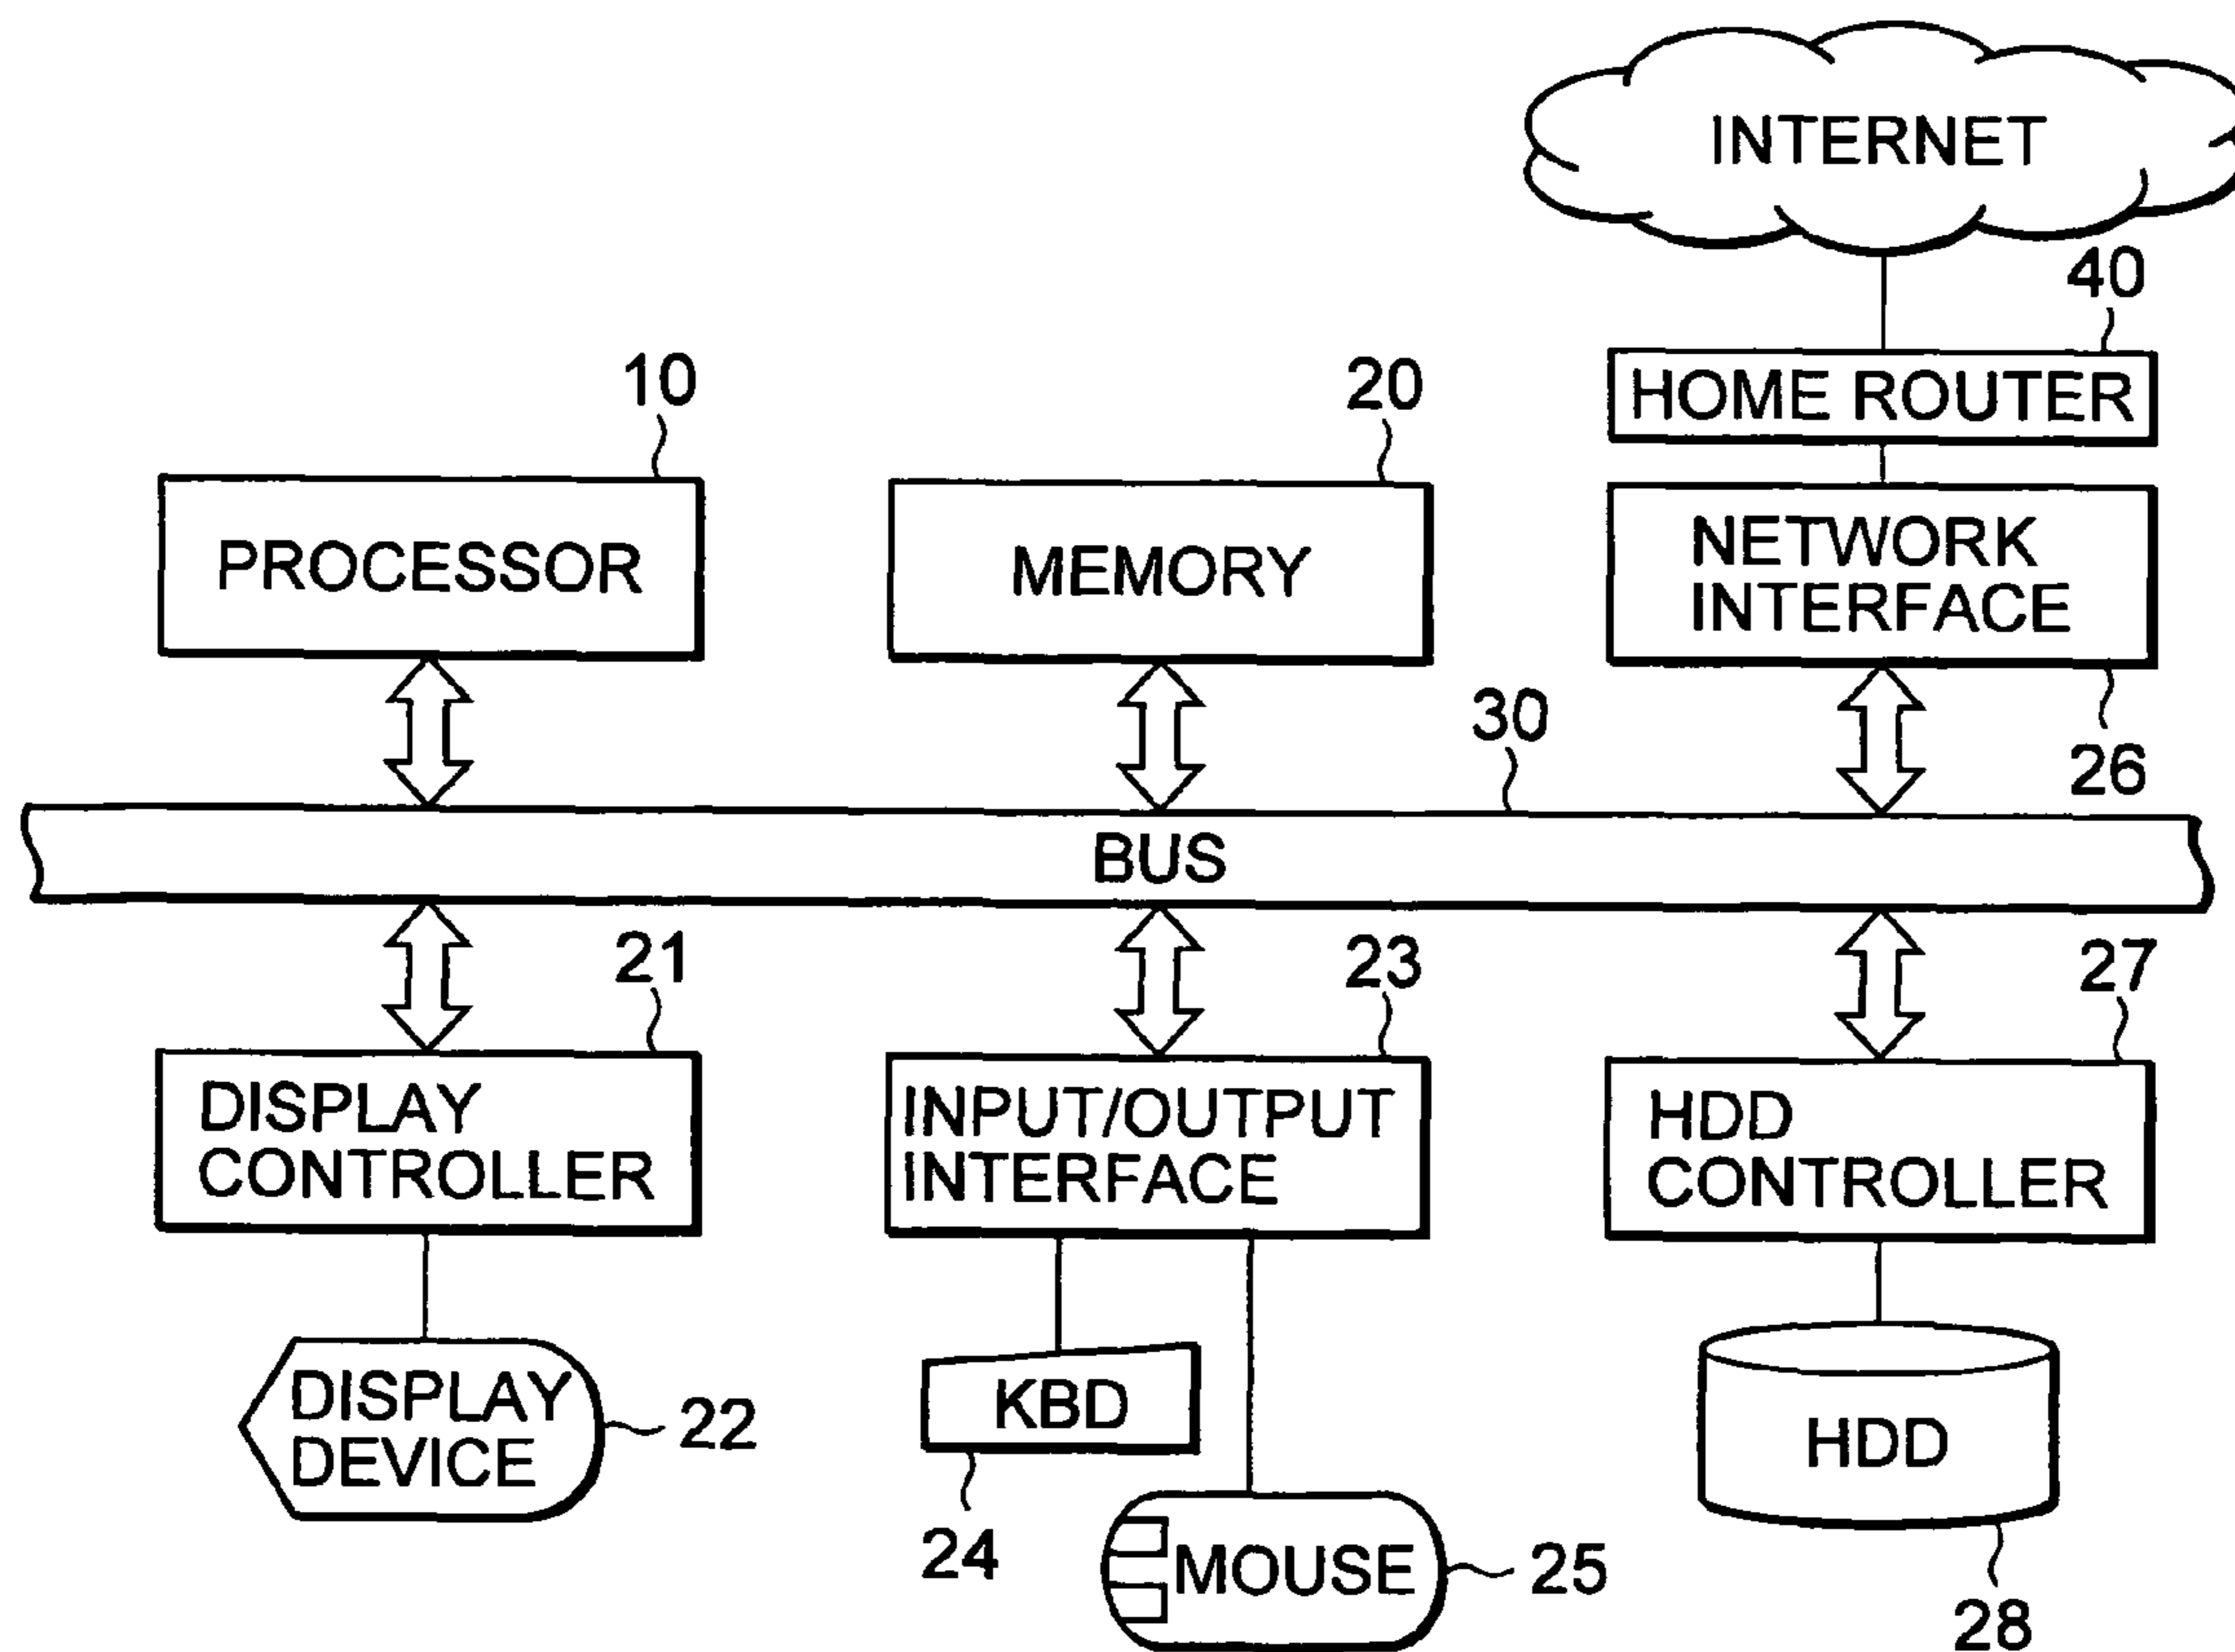 INTERNET
40
HOME ROUTER
10
PROCESSOR
20
MEMORY
NETWORK
INTERFACE
26
30
BUS
21
DISPLAY
CONTROLLER
23
INPUT/OUTPUT
INTERFACE
27
HDD
CONTROLLER
DISPLAY
DEVICE
22
KBD
24
MOUSE
25
HDD
28